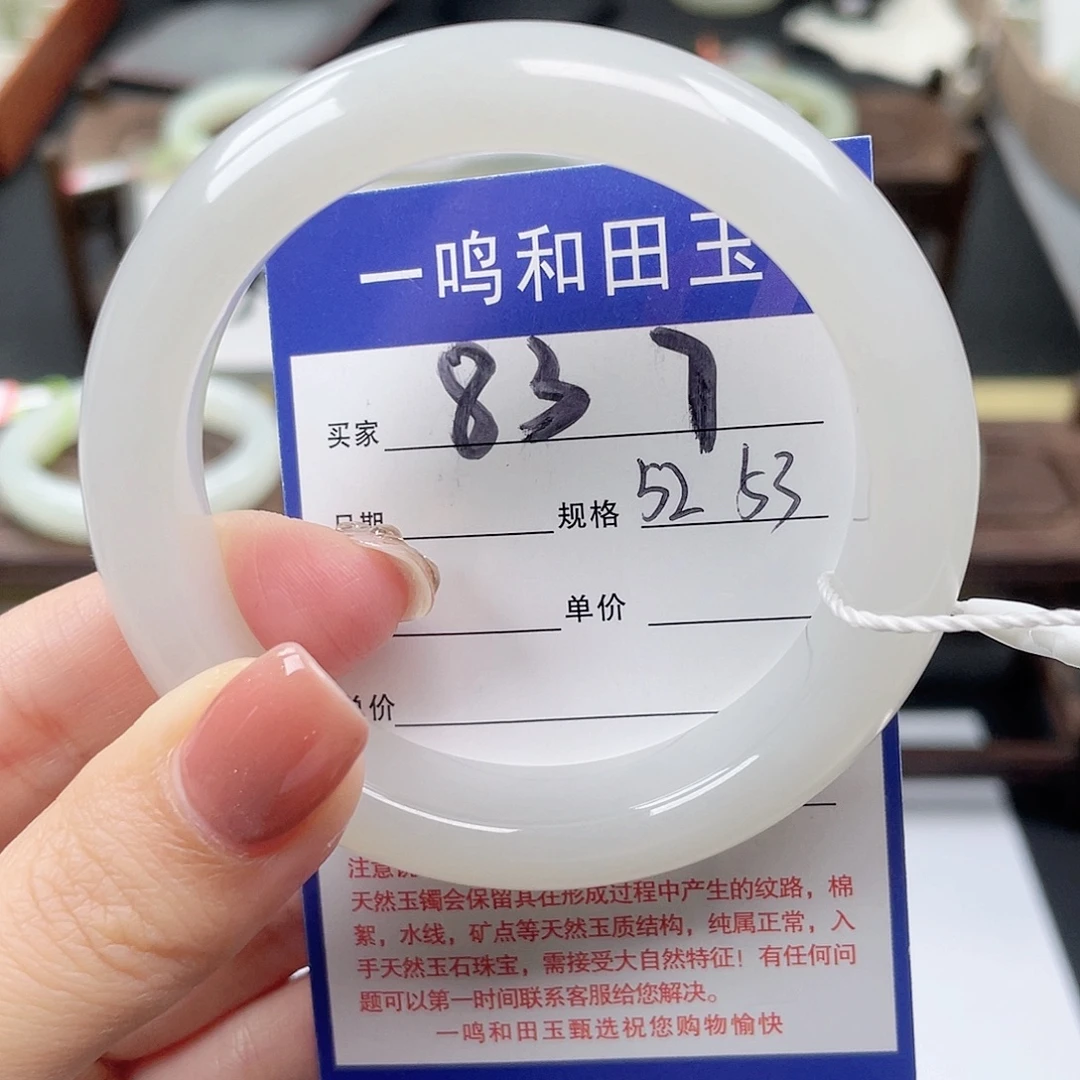 一鸣和田玉
买家 83 7
日期 规格 52 53
单价
单价
注意
天然玉镯会保留其在形成过程中产生的纹路，棉
絮，水线，矿点等天然玉质结构，纯属正常，入
手天然玉石珠宝，需接受大自然特征！有任何问
题可以第一时间联系客服给您解决。
一鸣和田玉甄选祝您购物愉快